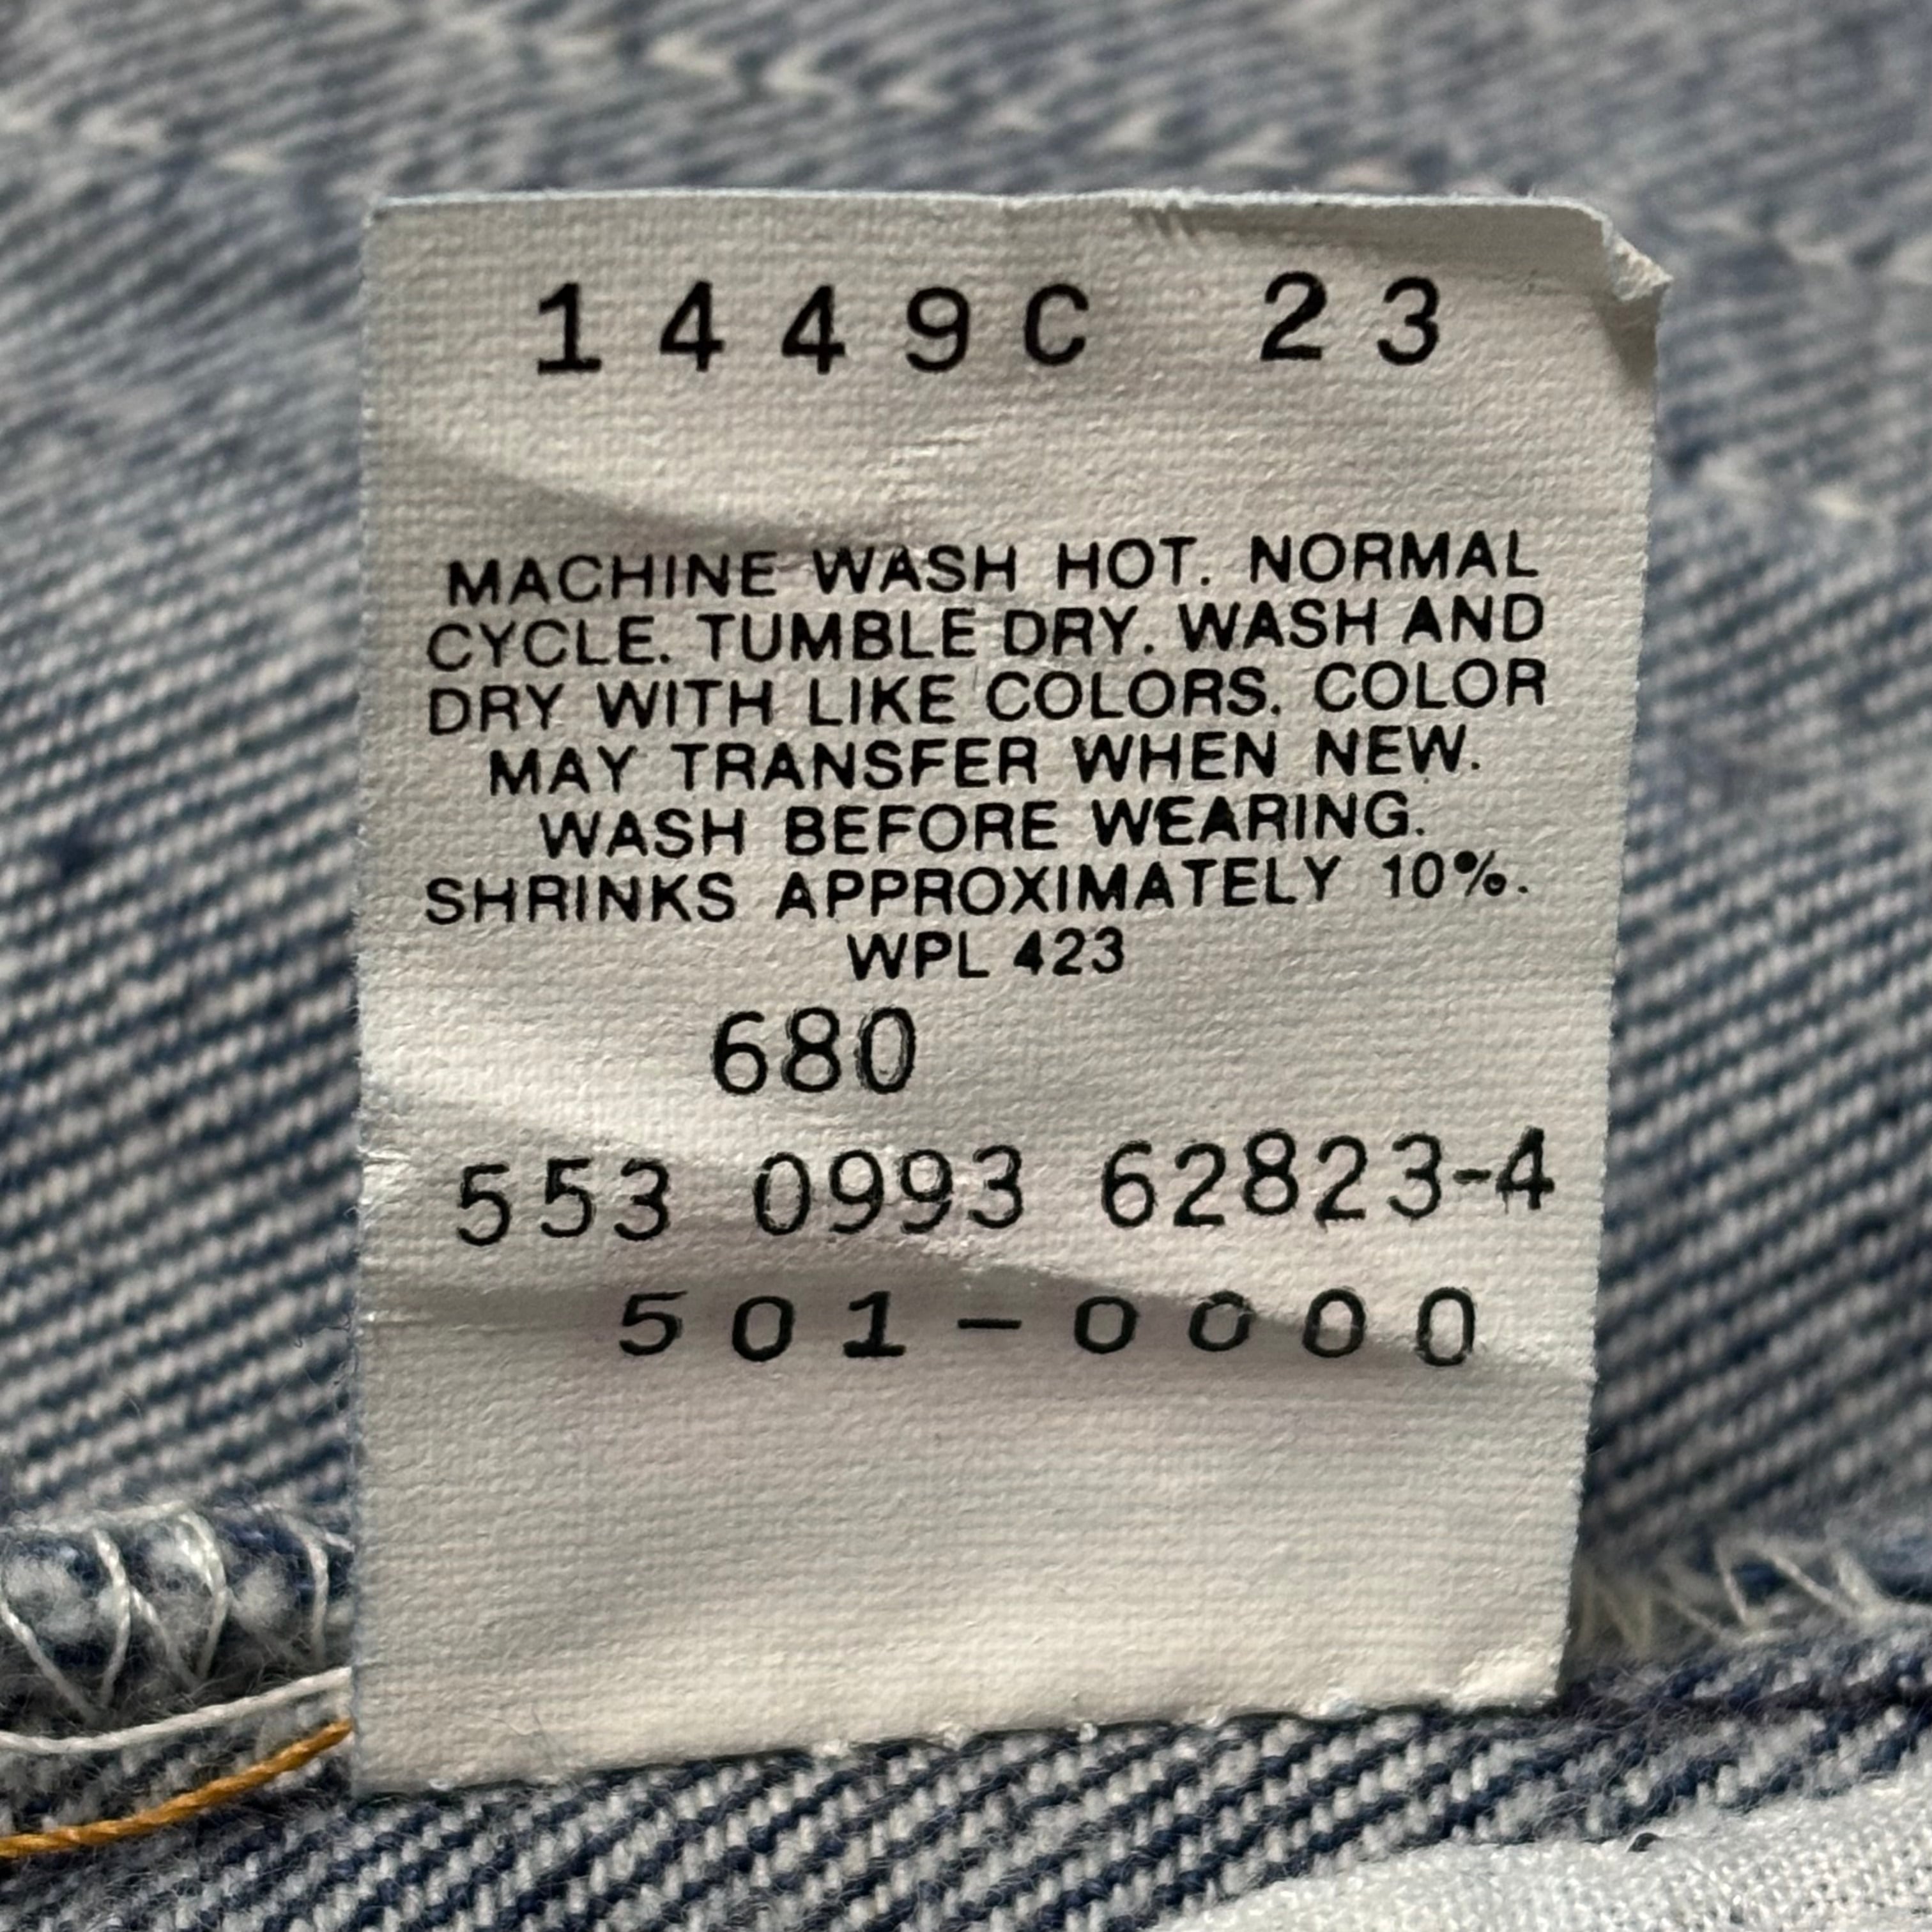 1449C 23
MACHINE WASH HOT. NORMAL
CYCLE. TUMBLE DRY. WASH AND
DRY WITH LIKE COLORS. COLOR
MAY TRANSFER WHEN NEW.
WASH BEFORE WEARING.
SHRINKS APPROXIMATELY 10%.
WPL 423
680
553 0993 62823-4
501-0000